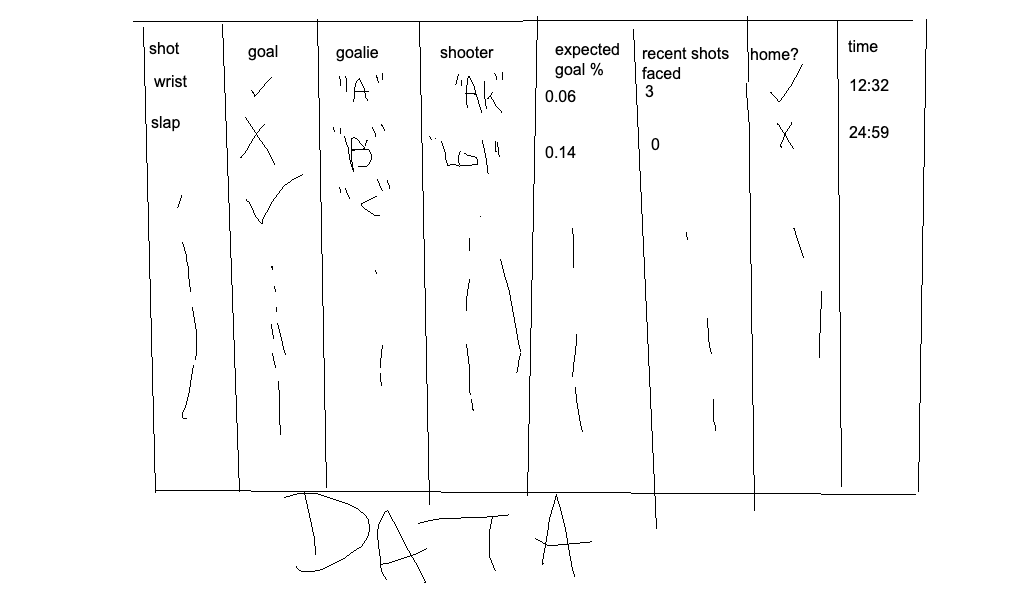 shot goal goalie shooter expected goal % recent shots faced home? time
wrist ✓ "A" "Ak" 0.06 3 ✓ 12:32
slap X "B" "Lol" 0.14 0 X 24:59
✓ "<"
DATA